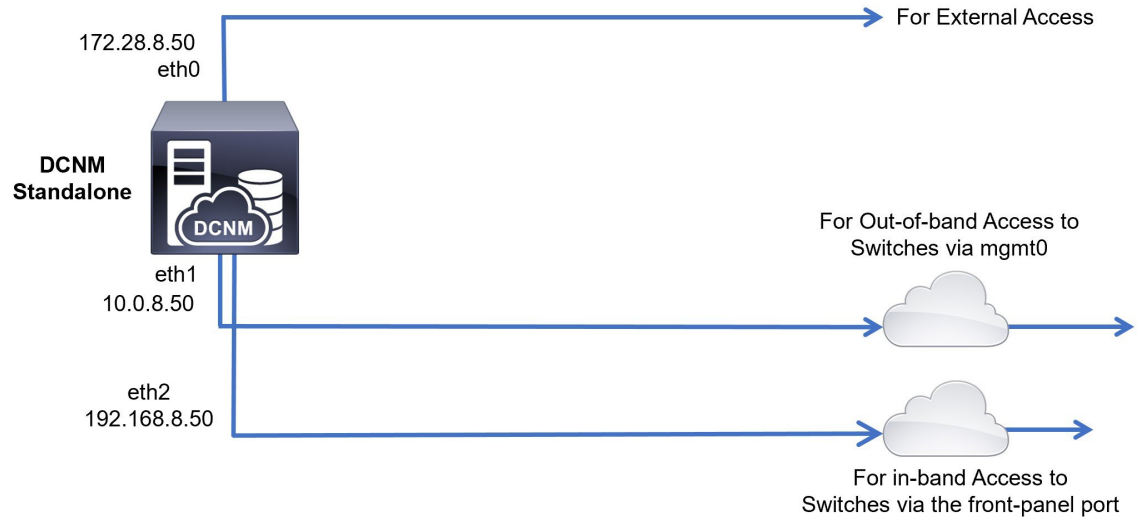 For External Access
172.28.8.50
eth0
DCNM
Standalone
DCNM
For Out-of-band Access to
Switches via mgmt0
eth1
10.0.8.50
eth2
192.168.8.50
For in-band Access to
Switches via the front-panel port